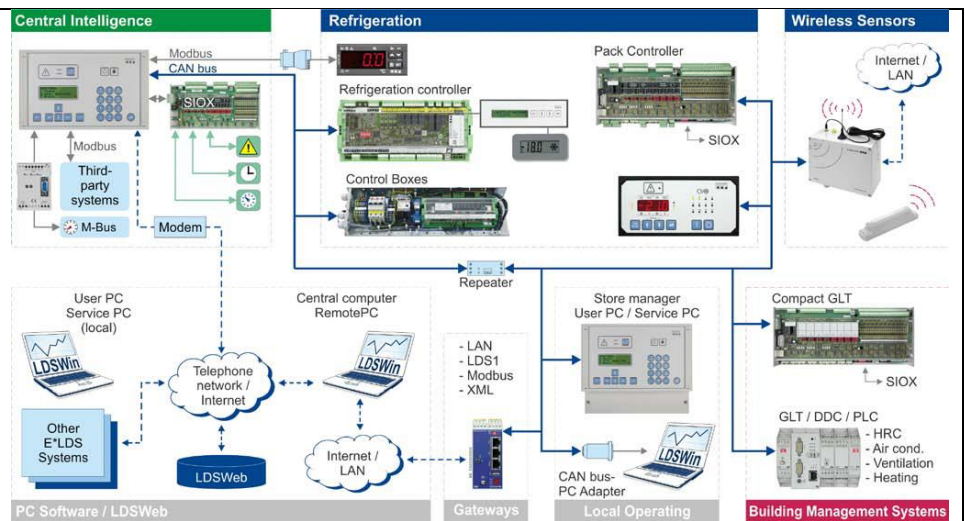 Central Intelligence
Refrigeration
Wireless Sensors
Modbus
CAN bus
SIOX
Modbus
Third-
party
systems
M-Bus
Modem
0.0
Pack Controller
Refrigeration controller
-18.0
SIOX
Control Boxes
Internet /
LAN
Repeater
User PC
Service PC
(local)
LDSWin
Central computer
RemotePC
LDSWin
Telephone
network /
Internet
Other
E*LDS
Systems
LDSWeb
Internet /
LAN
- LAN
- LDS1
- Modbus
- XML
Store manager
User PC / Service PC
CAN bus-
PC Adapter
LDSWin
Compact GLT
SIOX
GLT / DDC / PLC
- HRC
- Air cond.
- Ventilation
- Heating
PC Software / LDSWeb
Gateways
Local Operating
Building Management Systems